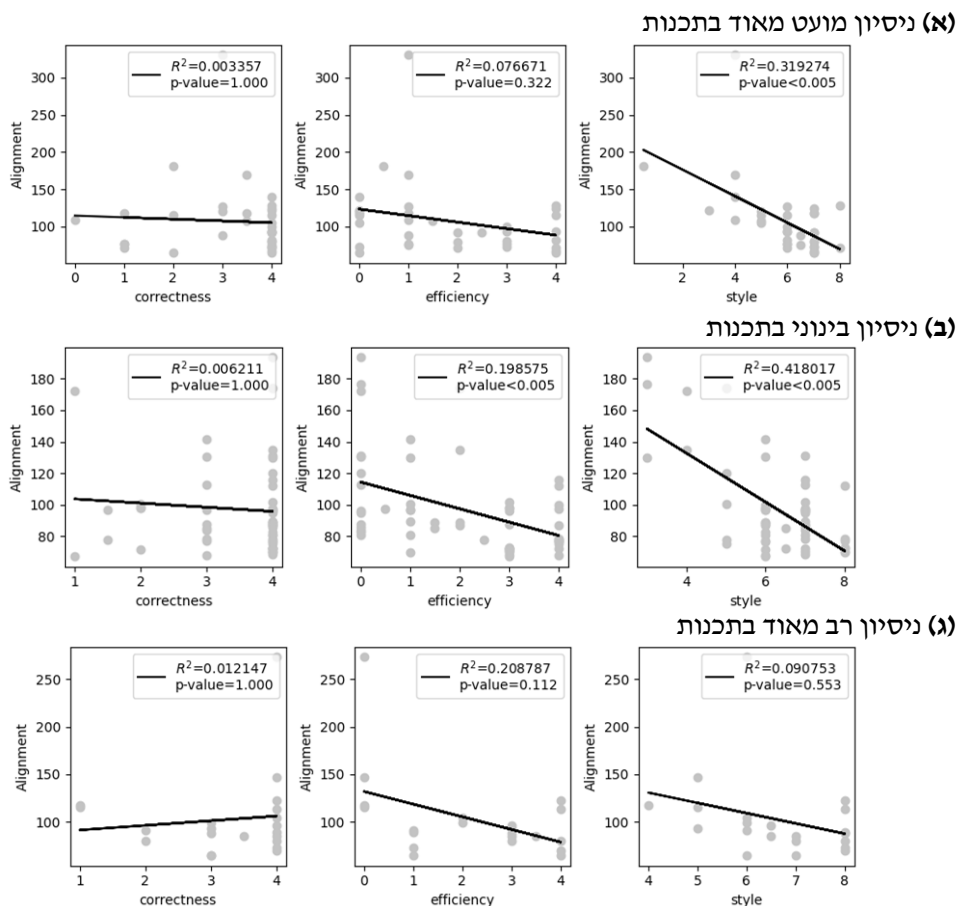 (א) ניסיון מועט מאוד בתכנות
R²=0.003357
p-value=1.000
Alignment
300
250
200
150
100
0 1 2 3 4
correctness
R²=0.076671
p-value=0.322
Alignment
300
250
200
150
100
0 1 2 3 4
efficiency
R²=0.319274
p-value<0.005
Alignment
300
250
200
150
100
2 4 6 8
style
(ב) ניסיון בינוני בתכנות
R²=0.006211
p-value=1.000
Alignment
180
160
140
120
100
80
1 2 3 4
correctness
R²=0.198575
p-value<0.005
Alignment
180
160
140
120
100
80
0 1 2 3 4
efficiency
R²=0.418017
p-value<0.005
Alignment
180
160
140
120
100
80
3 4 5 6 7 8
style
(ג) ניסיון רב מאוד בתכנות
R²=0.012147
p-value=1.000
Alignment
250
200
150
100
1 2 3 4
correctness
R²=0.208787
p-value=0.112
Alignment
250
200
150
100
0 1 2 3 4
efficiency
R²=0.090753
p-value=0.553
Alignment
250
200
150
100
4 5 6 7 8
style